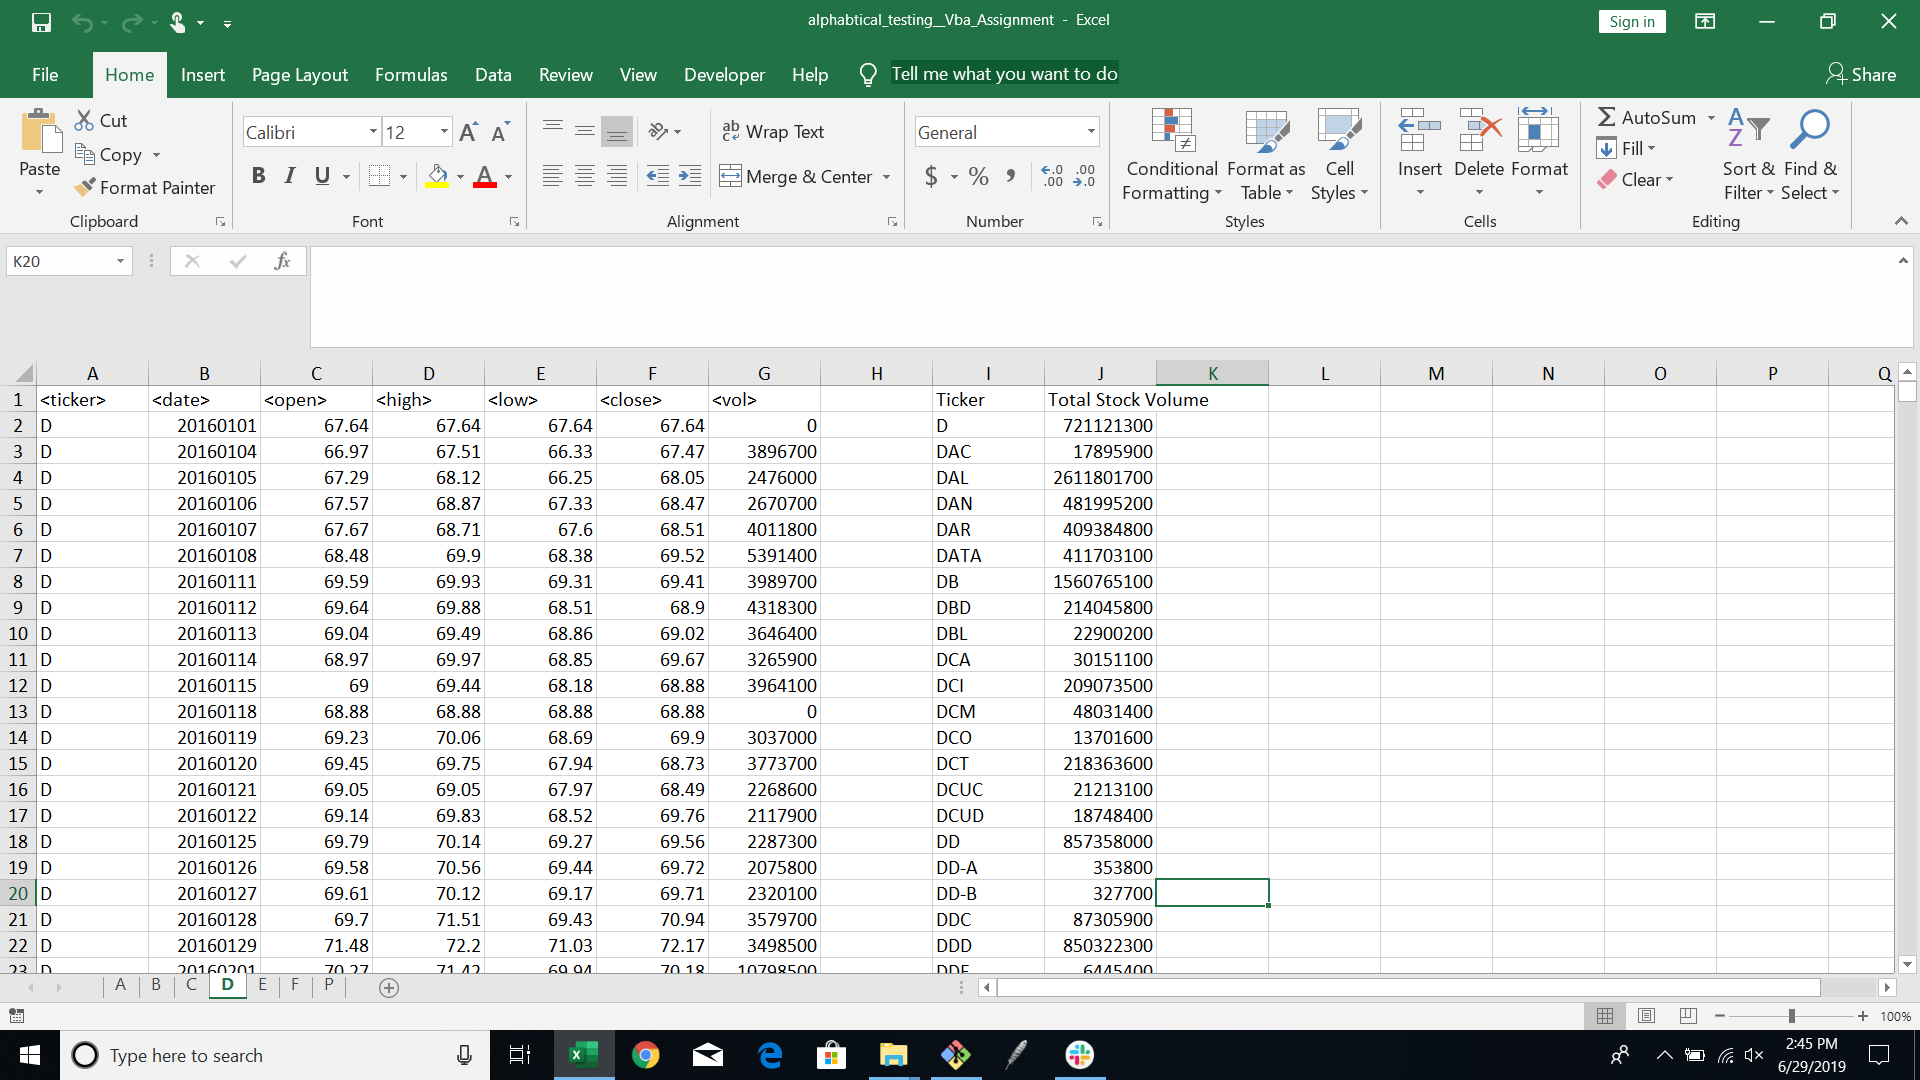 alphabtical_testing__Vba_Assignment - Excel
Sign in
File Home Insert Page Layout Formulas Data Review View Developer Help Tell me what you want to do Share
Paste
Cut
Copy
Format Painter
Clipboard
Calibri 12
B I U
Font
Wrap Text
Merge & Center
Alignment
General
$ % ,
Number
Conditional Formatting
Format as Table
Cell Styles
Styles
Insert Delete Format
Cells
AutoSum
Fill
Clear
Sort & Filter
Find & Select
Editing
K20 fx
A B C D E F G H I J K L M N O P Q
1 <ticker> <date> <open> <high> <low> <close> <vol> Ticker Total Stock Volume
2 D 20160101 67.64 67.64 67.64 67.64 0 D 721121300
3 D 20160104 66.97 67.51 66.33 67.47 3896700 DAC 17895900
4 D 20160105 67.29 68.12 66.25 68.05 2476000 DAL 2611801700
5 D 20160106 67.57 68.87 67.33 68.47 2670700 DAN 481995200
6 D 20160107 67.67 68.71 67.6 68.51 4011800 DAR 409384800
7 D 20160108 68.48 69.9 68.38 69.52 5391400 DATA 411703100
8 D 20160111 69.59 69.93 69.31 69.41 3989700 DB 1560765100
9 D 20160112 69.64 69.88 68.51 68.9 4318300 DBD 214045800
10 D 20160113 69.04 69.49 68.86 69.02 3646400 DBL 22900200
11 D 20160114 68.97 69.97 68.85 69.67 3265900 DCA 30151100
12 D 20160115 69 69.44 68.18 68.88 3964100 DCI 209073500
13 D 20160118 68.88 68.88 68.88 68.88 0 DCM 48031400
14 D 20160119 69.23 70.06 68.69 69.9 3037000 DCO 13701600
15 D 20160120 69.45 69.75 67.94 68.73 3773700 DCT 218363600
16 D 20160121 69.05 69.05 67.97 68.49 2268600 DCUC 21213100
17 D 20160122 69.14 69.83 68.52 69.76 2117900 DCUD 18748400
18 D 20160125 69.79 70.14 69.27 69.56 2287300 DD 857358000
19 D 20160126 69.58 70.56 69.44 69.72 2075800 DD-A 353800
20 D 20160127 69.61 70.12 69.17 69.71 2320100 DD-B 327700
21 D 20160128 69.7 71.51 69.43 70.94 3579700 DDC 87305900
22 D 20160129 71.48 72.2 71.03 72.17 3498500 DDD 850322300
23 D 20160201 70.27 71.42 69.94 70.18 10798500 DDE 6445400
A B C D E F P
100%
Type here to search
2:45 PM
6/29/2019